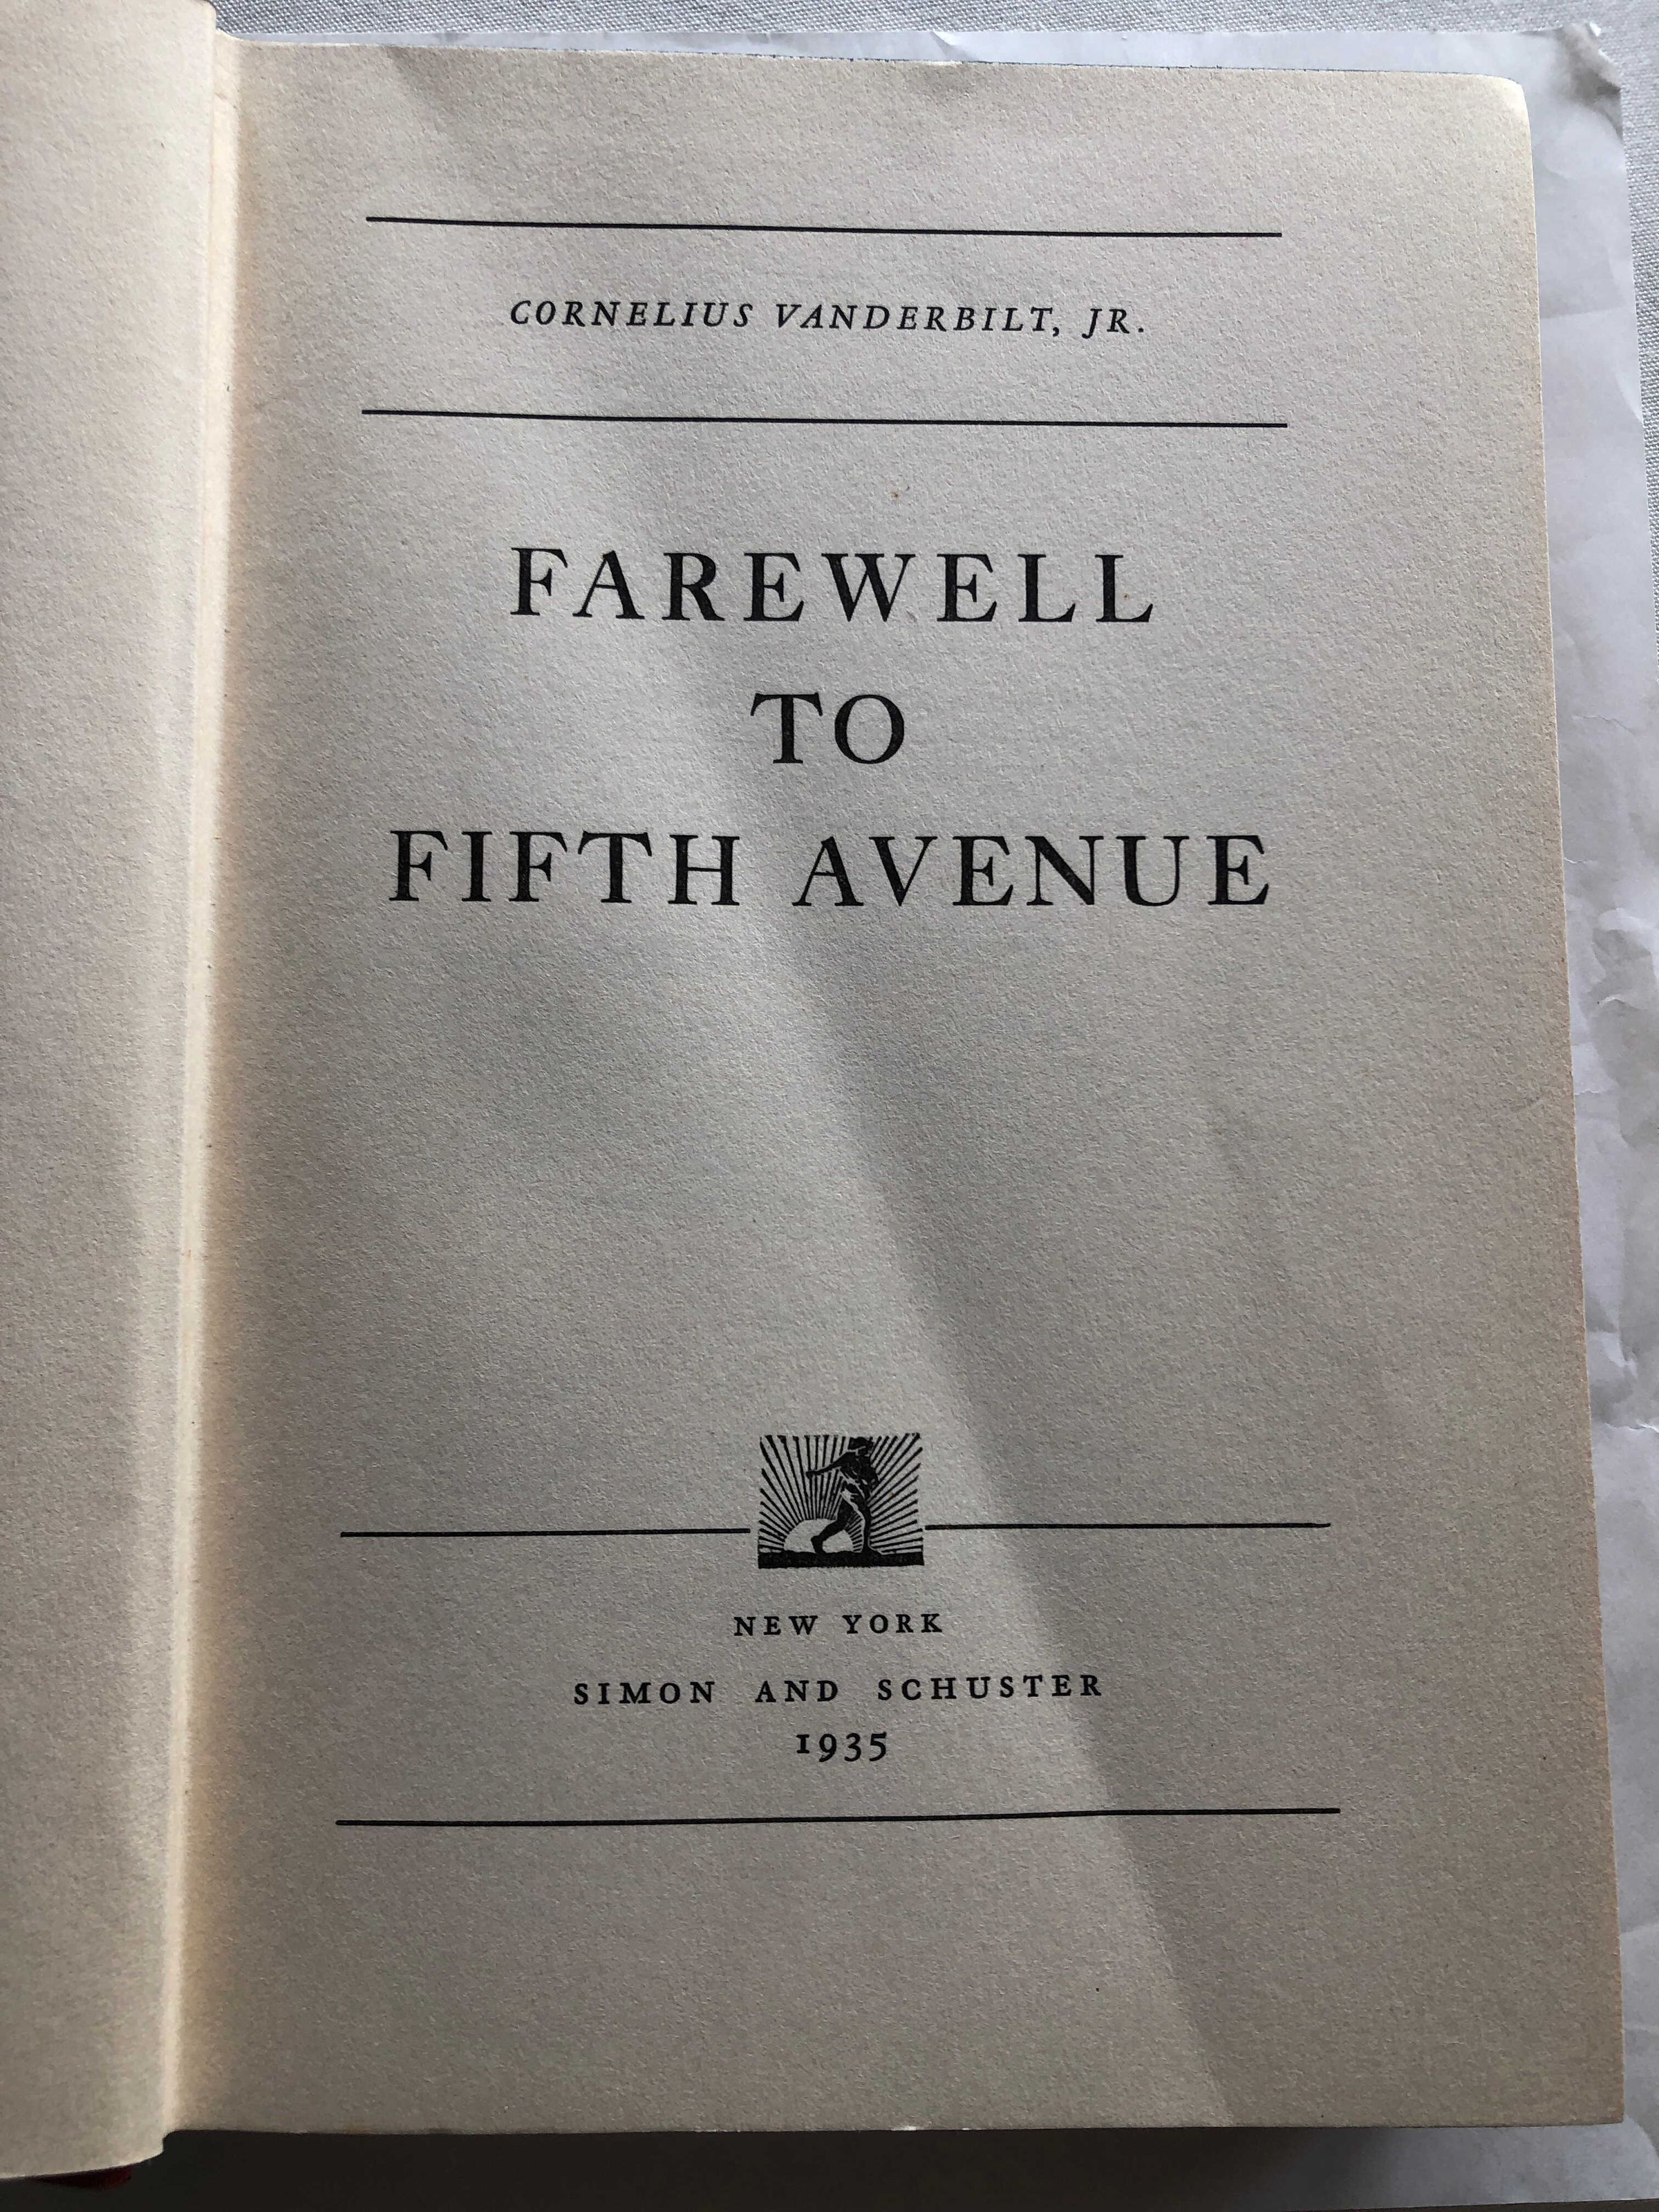 CORNELIUS VANDERBILT, JR.
FAREWELL
TO
FIFTH AVENUE
NEW YORK
SIMON AND SCHUSTER
1935